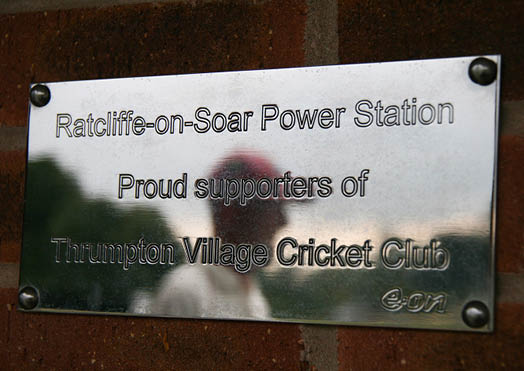 Ratcliffe-on-Soar Power Station
Proud supporters of
Thrumpton Village Cricket Club
e·on